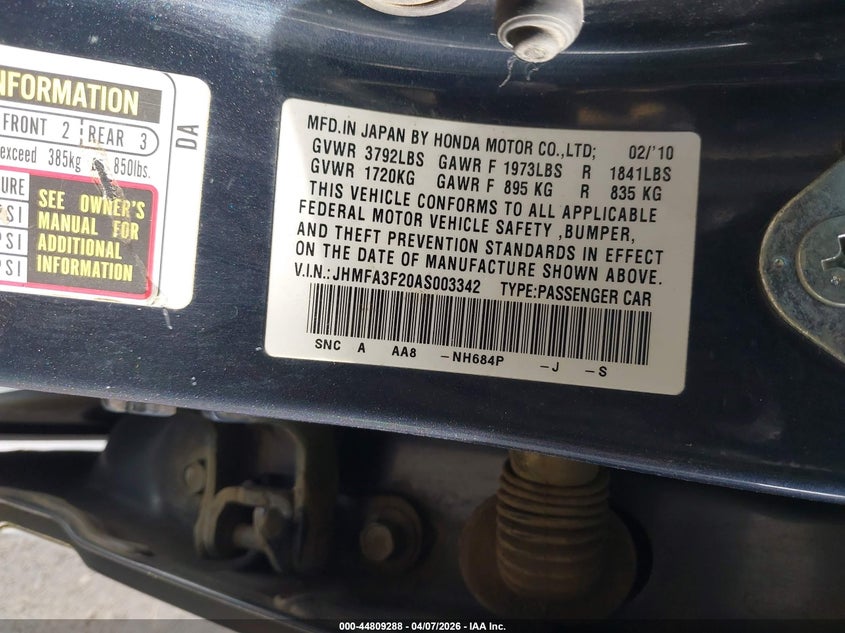 INFORMATION
FRONT 2 REAR 3
exceed 385kg 850lbs.
SEE OWNER'S
MANUAL FOR
ADDITIONAL
INFORMATION
PSI
PSI
DA
MFD.IN JAPAN BY HONDA MOTOR CO.,LTD; 02/'10
GVWR 3792LBS GAWR F 1973LBS R 1841LBS
GVWR 1720KG GAWR F 895 KG R 835 KG
THIS VEHICLE CONFORMS TO ALL APPLICABLE
FEDERAL MOTOR VEHICLE SAFETY ,BUMPER,
AND THEFT PREVENTION STANDARDS IN EFFECT
ON THE DATE OF MANUFACTURE SHOWN ABOVE.
V.I.N.:JHMFA3F20AS003342 TYPE:PASSENGER CAR
SNC A AA8 -NH684P -J -S
000-44809288 - 04/07/2026 - IAA Inc.